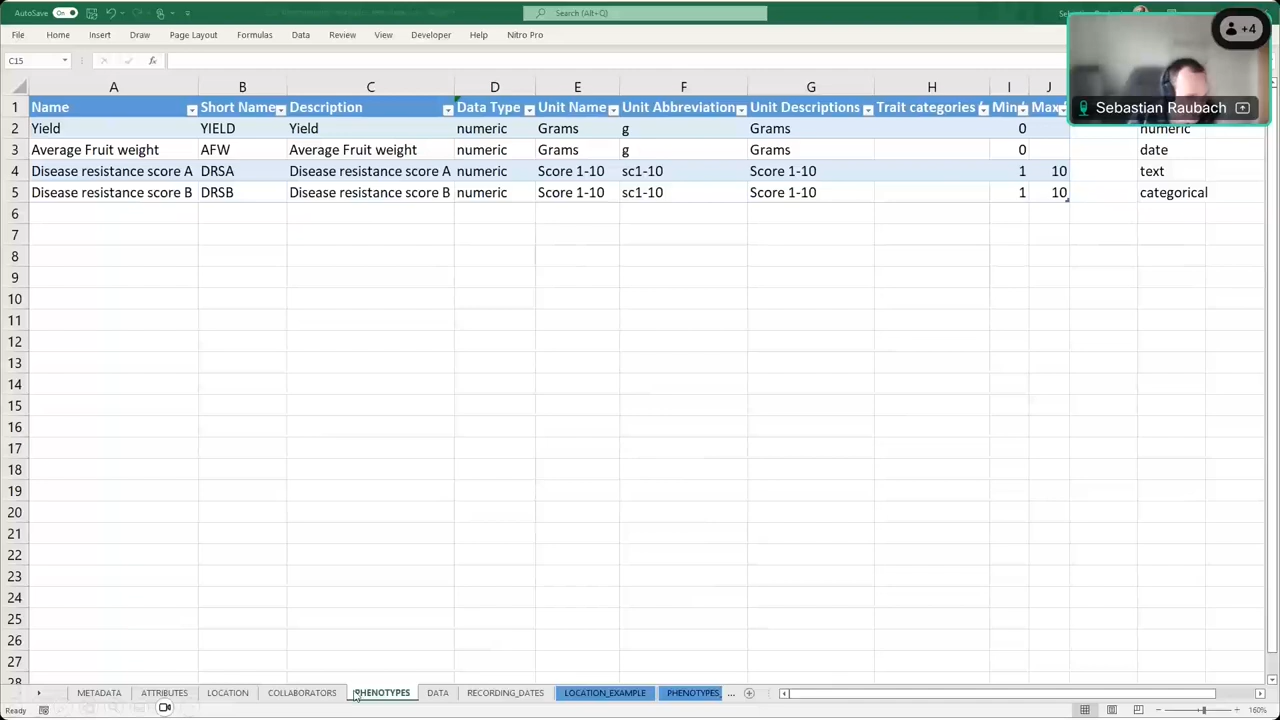 AutoSave On Search (Alt+Q)
File Home Insert Draw Page Layout Formulas Data Review View Developer Help Nitro Pro
+4
Sebastian Raubach
C15 fx
A B C D E F G H I J
1 Name Short Name Description Data Type Unit Name Unit Abbreviation Unit Descriptions Trait categories ( Min Max
2 Yield YIELD Yield numeric Grams g Grams 0 numeric
3 Average Fruit weight AFW Average Fruit weight numeric Grams g Grams 0 date
4 Disease resistance score A DRSA Disease resistance score A numeric Score 1-10 sc1-10 Score 1-10 1 10 text
5 Disease resistance score B DRSB Disease resistance score B numeric Score 1-10 sc1-10 Score 1-10 1 10 categorical
6
7
8
9
10
11
12
13
14
15
16
17
18
19
20
21
22
23
24
25
26
27
28
METADATA ATTRIBUTES LOCATION COLLABORATORS PHENOTYPES DATA RECORDING_DATES LOCATION_EXAMPLE PHENOTYPES_ ...
Ready 160%